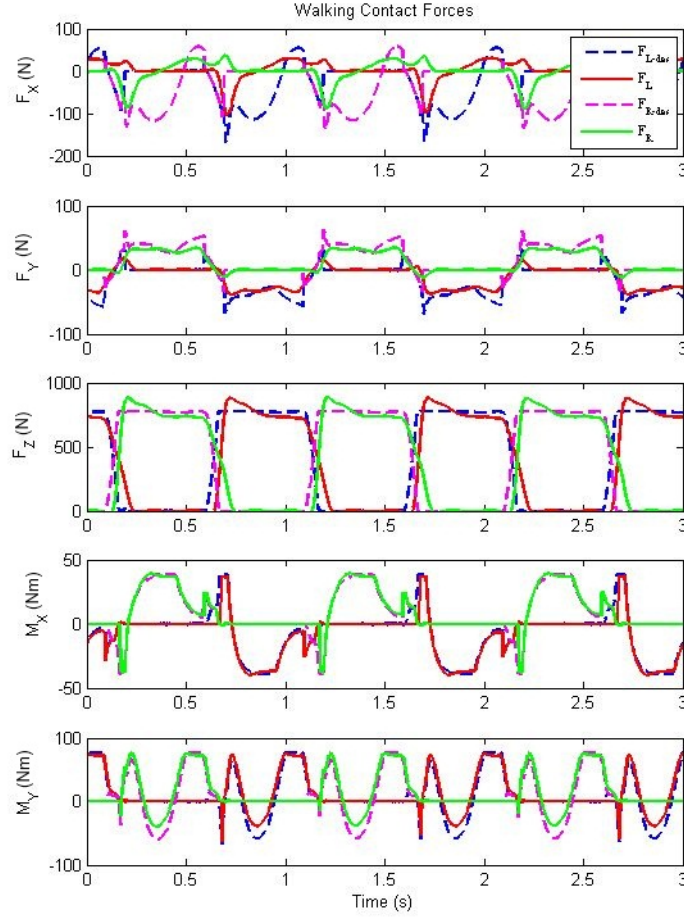 Walking Contact Forces
100
0
-100
-200
F_X (N)
0 0.5 1 1.5 2 2.5 3
F_L-des
F_L
F_R-des
F_R
100
0
-100
F_Y (N)
0 0.5 1 1.5 2 2.5 3
1000
500
0
F_Z (N)
0 0.5 1 1.5 2 2.5 3
50
0
-50
M_X (Nm)
0 0.5 1 1.5 2 2.5 3
100
0
-100
M_Y (Nm)
0 0.5 1 1.5 2 2.5 3
Time (s)